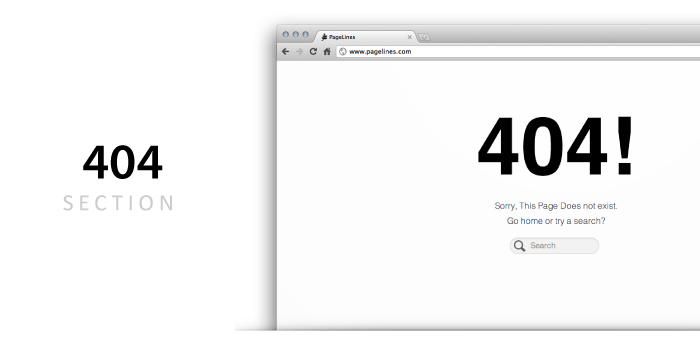 404
SECTION
PageLines
www.pagelines.com
404!
Sorry, This Page Does not exist.
Go home or try a search?
Search